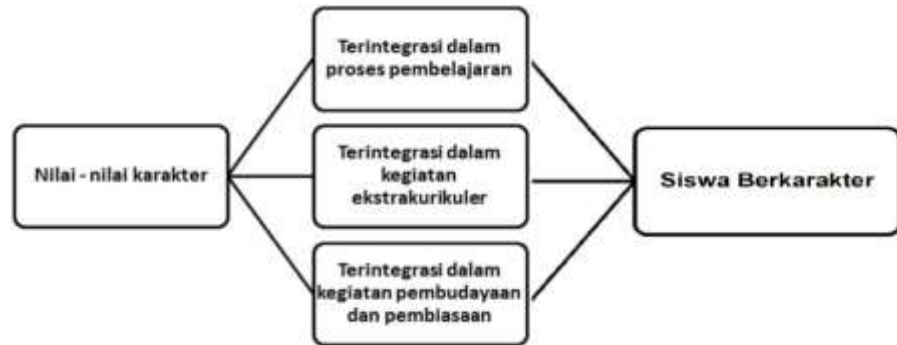 Terintegrasi dalam
proses pembelajaran
Nilai - nilai karakter
Terintegrasi dalam
kegiatan
ekstrakurikuler
Siswa Berkarakter
Terintegrasi dalam
kegiatan pembudayaan
dan pembiasaan